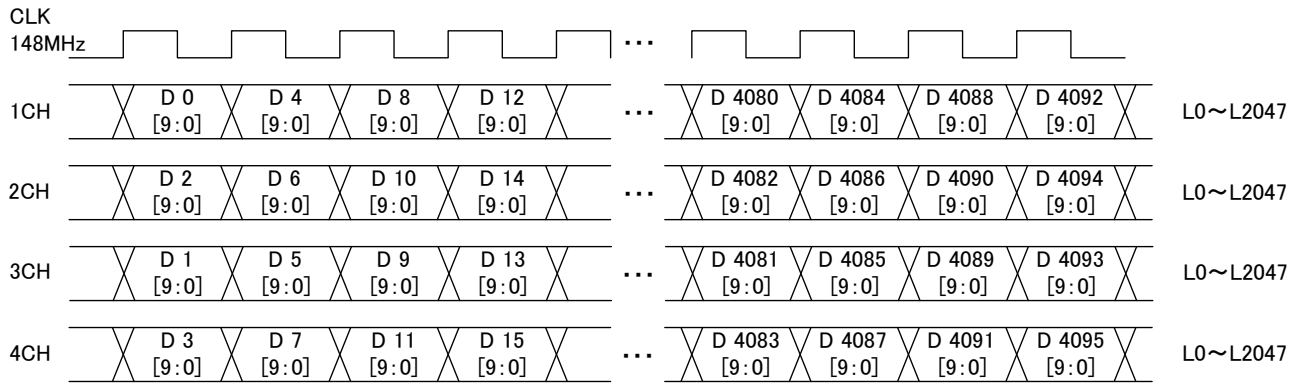 CLK
148MHz ･･･
1CH D 0 [9:0] D 4 [9:0] D 8 [9:0] D 12 [9:0] ･･･ D 4080 [9:0] D 4084 [9:0] D 4088 [9:0] D 4092 [9:0] L0～L2047
2CH D 2 [9:0] D 6 [9:0] D 10 [9:0] D 14 [9:0] ･･･ D 4082 [9:0] D 4086 [9:0] D 4090 [9:0] D 4094 [9:0] L0～L2047
3CH D 1 [9:0] D 5 [9:0] D 9 [9:0] D 13 [9:0] ･･･ D 4081 [9:0] D 4085 [9:0] D 4089 [9:0] D 4093 [9:0] L0～L2047
4CH D 3 [9:0] D 7 [9:0] D 11 [9:0] D 15 [9:0] ･･･ D 4083 [9:0] D 4087 [9:0] D 4091 [9:0] D 4095 [9:0] L0～L2047